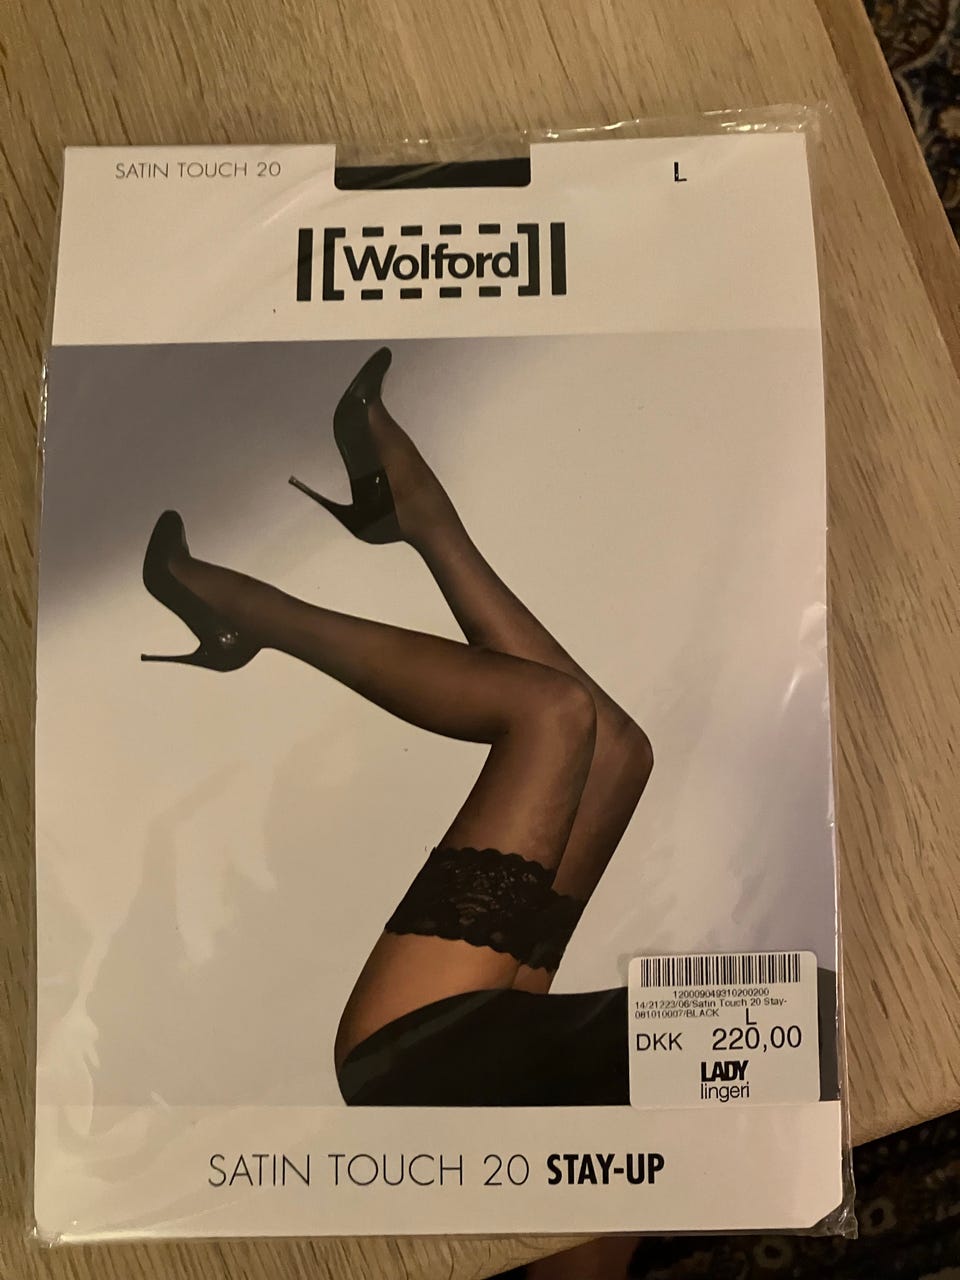 SATIN TOUCH 20
L
Wolford
120009049310200200
14/21223/06/Satin Touch 20 Stay-
081010007/BLACK L
DKK 220,00
LADY
lingeri
SATIN TOUCH 20 STAY-UP